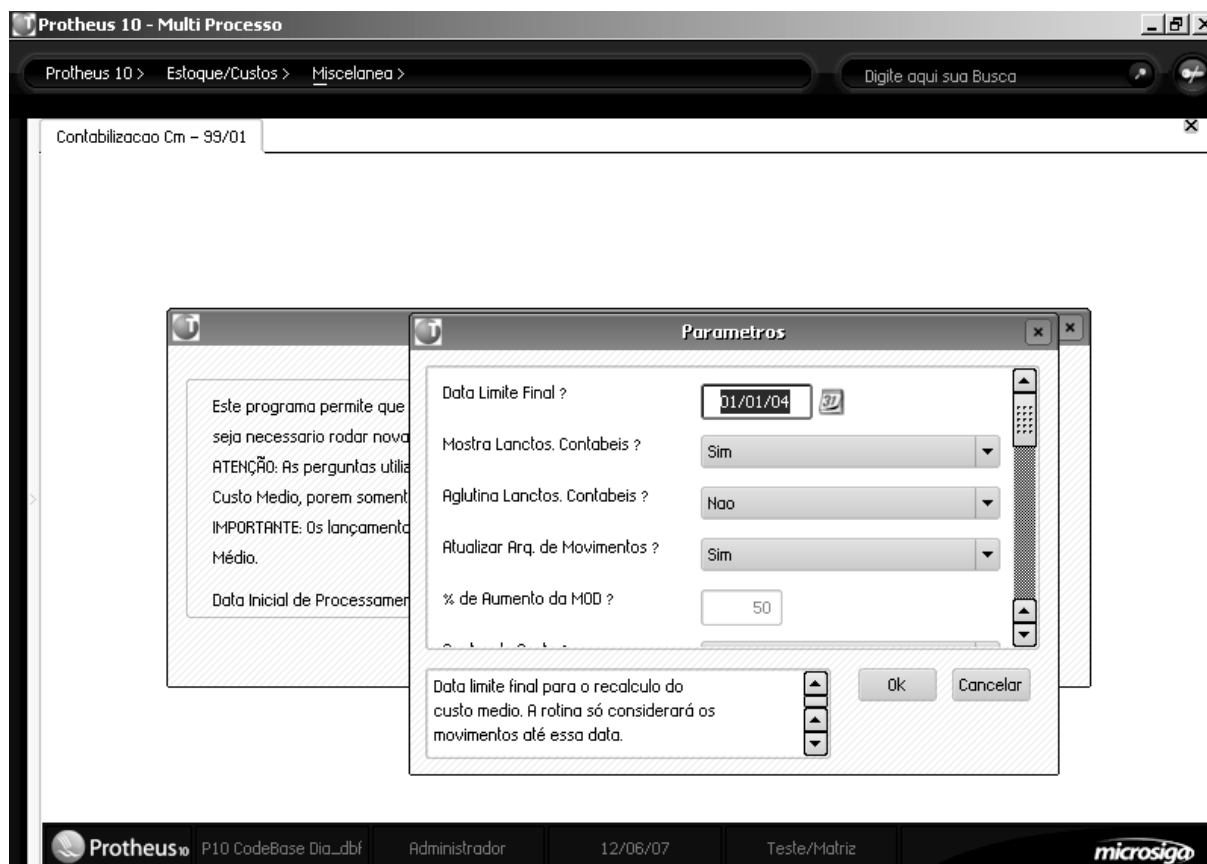 Protheus 10 - Multi Processo
Protheus 10 > Estoque/Custos > Miscelanea >
Digite aqui sua Busca
Contabilizacao Cm – 99/01
Parametros
Este programa permite que
seja necessario rodar nova
ATENÇÃO: As perguntas utiliz
Custo Medio, porem soment
IMPORTANTE: Os lançamento
Médio.
Data Inicial de Processamen
Data Limite Final ?
01/01/04
31
Mostra Lanctos. Contabeis ?
Sim
Aglutina Lanctos. Contabeis ?
Nao
Atualizar Arq. de Movimentos ?
Sim
% de Aumento da MOD ?
50
Data limite final para o recalculo do
custo medio. A rotina só considerará os
movimentos até essa data.
Ok
Cancelar
Protheus10
P10 CodeBase Dia_dbf
Administrador
12/06/07
Teste/Matriz
microsiga